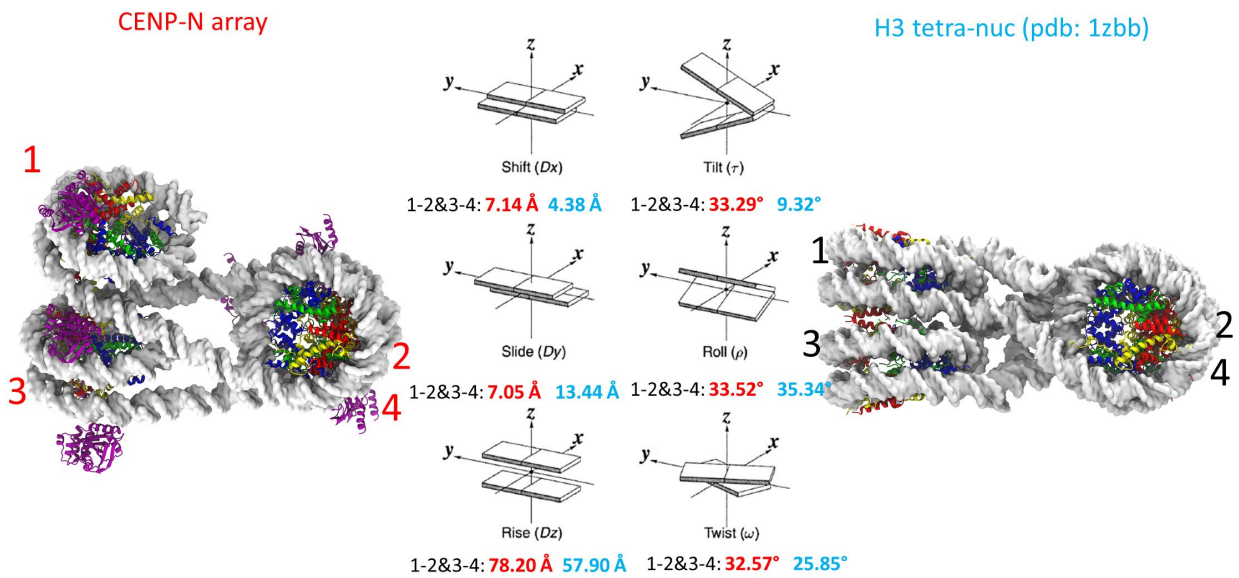 CENP-N array
H3 tetra-nuc (pdb: 1zbb)
z
x
y
Shift (Dx)
1-2&3-4: 7.14 Å 4.38 Å
z
x
y
Tilt (τ)
1-2&3-4: 33.29° 9.32°
z
x
y
Slide (Dy)
1-2&3-4: 7.05 Å 13.44 Å
z
x
y
Roll (ρ)
1-2&3-4: 33.52° 35.34°
z
x
y
Rise (Dz)
1-2&3-4: 78.20 Å 57.90 Å
z
x
y
Twist (ω)
1-2&3-4: 32.57° 25.85°
1
2
3
4
1
2
3
4